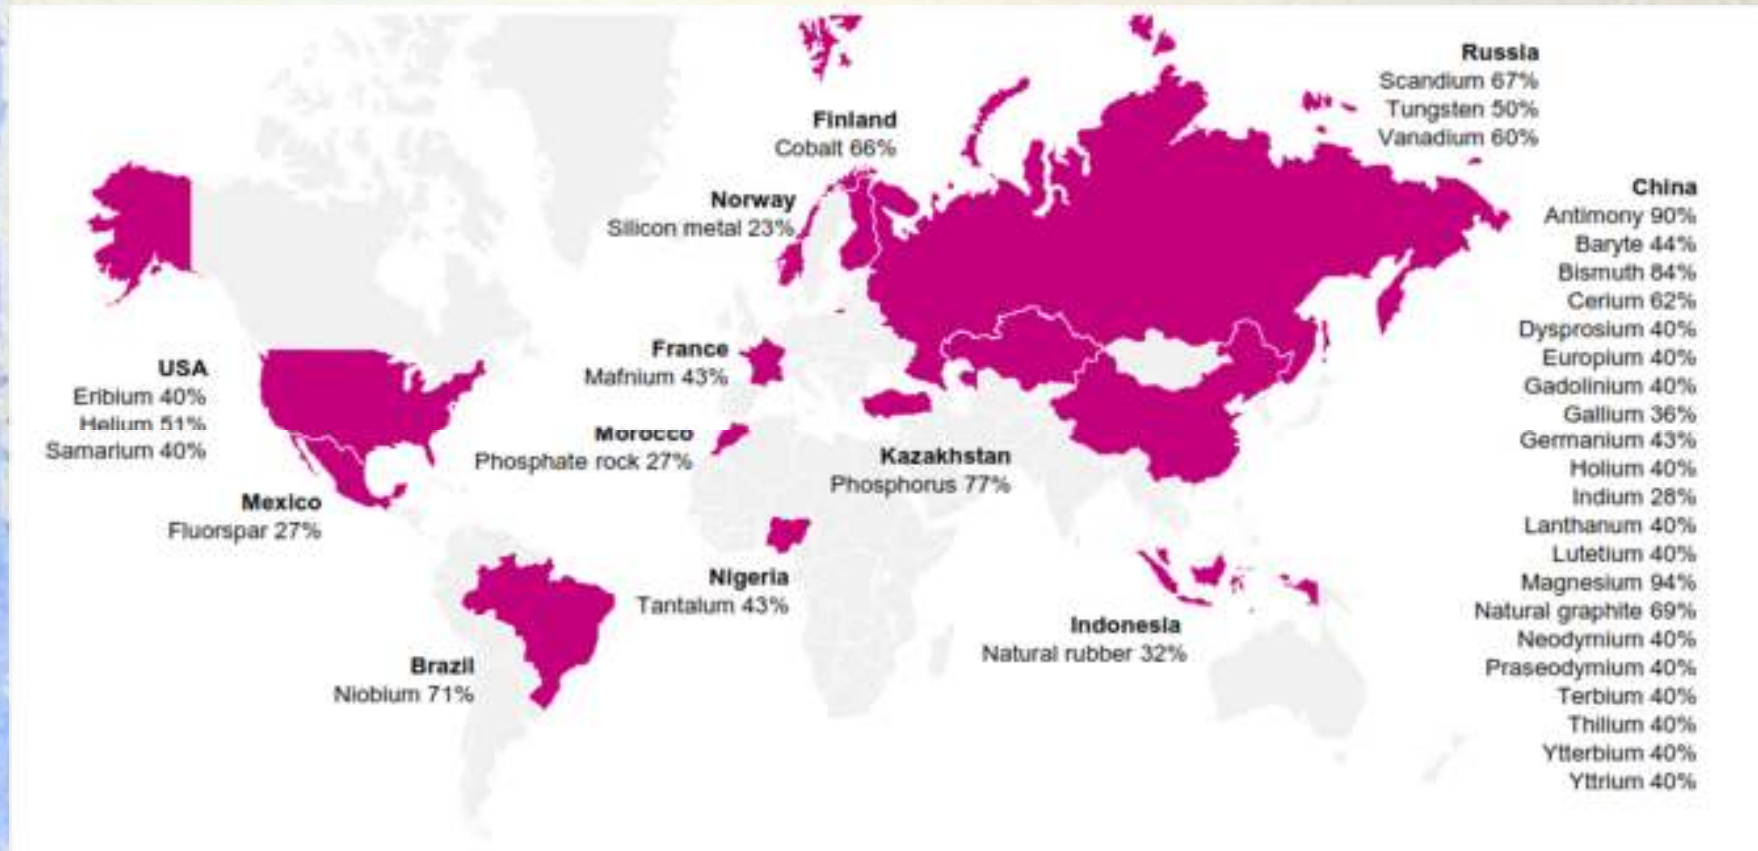 Russia
Scandium 67%
Tungsten 50%
Vanadium 60%
Finland
Cobalt 66%
Norway
Silicon metal 23%
China
Antimony 90%
Baryte 44%
Bismuth 84%
Cerium 62%
Dysprosium 40%
Europium 40%
Gadolinium 40%
Gallium 36%
Germanium 43%
Holium 40%
Indium 28%
Lanthanum 40%
Lutetium 40%
Magnesium 94%
Natural graphite 69%
Neodymium 40%
Praseodymium 40%
Terbium 40%
Thilium 40%
Ytterbium 40%
Yttrium 40%
France
Mafnium 43%
USA
Eribium 40%
Helium 51%
Samarium 40%
Morocco
Phosphate rock 27%
Kazakhstan
Phosphorus 77%
Mexico
Fluorspar 27%
Nigeria
Tantalum 43%
Indonesia
Natural rubber 32%
Brazil
Niobium 71%